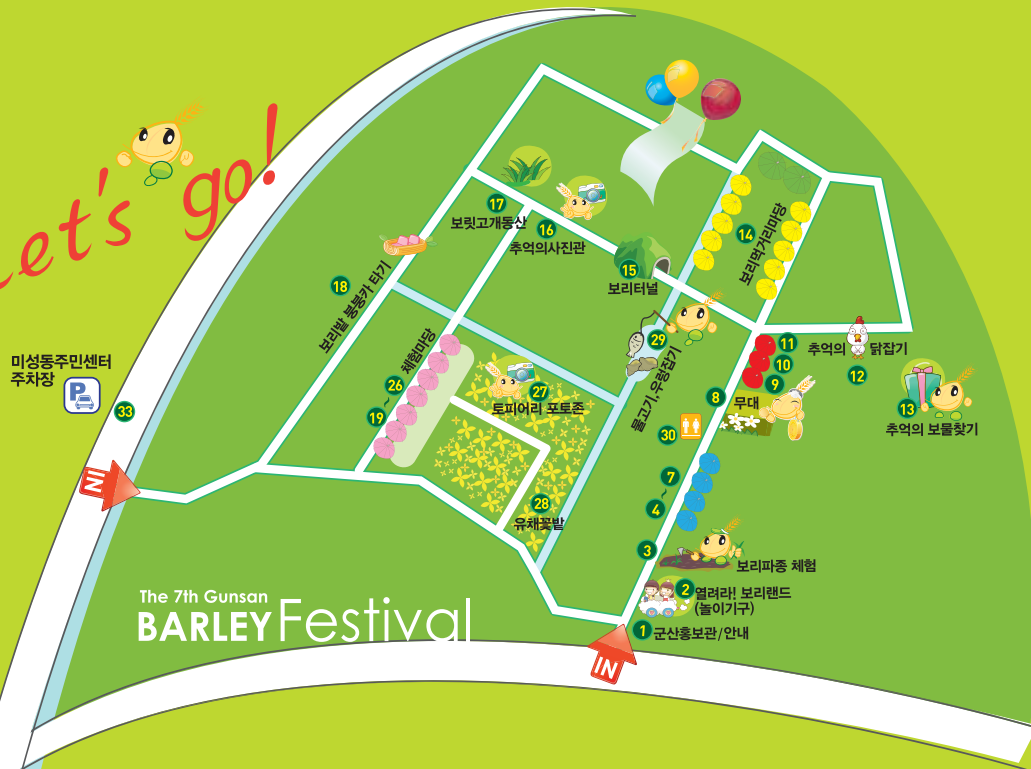 Let's go!
17
보릿고개동산
16
추억의사진관
15
보리터널
14
보리먹거리마당
18
보리밭 붕붕카 타기
미성동주민센터
주차장
P
33
IN
19 ~ 26 체험마당
27
토피어리 포토존
28
유채꽃밭
29
물고기,우렁잡기
30
11
10
9
8
무대
추억의 닭잡기
12
13
추억의 보물찾기
4 ~ 7
3
보리파종 체험
2 열려라! 보리랜드
(놀이기구)
1 군산홍보관/안내
IN
The 7th Gunsan
BARLEY Festival